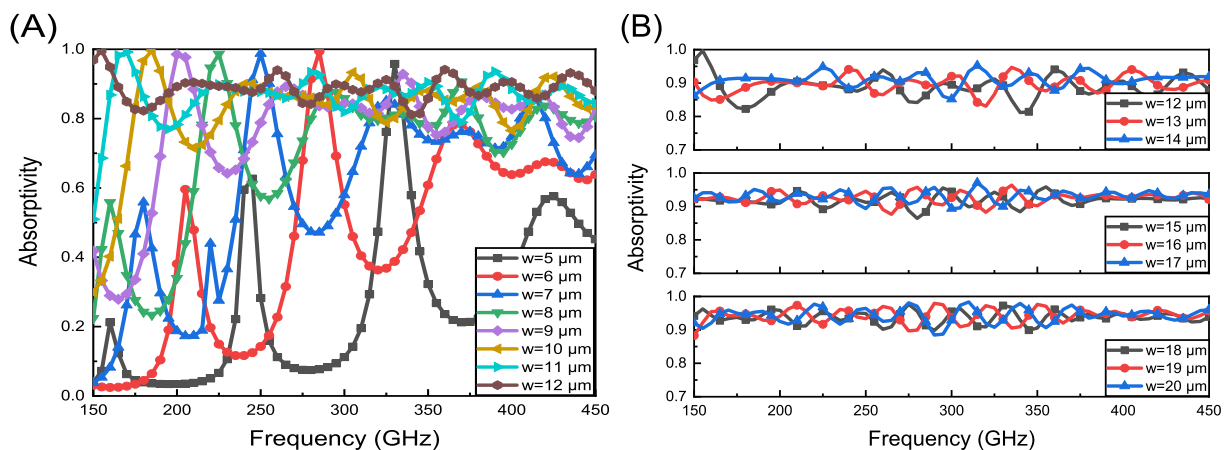 (A)
1.0
0.8
0.6
0.4
0.2
0.0
Absorptivity
150
200
250
300
350
400
450
Frequency (GHz)
w=5 μm
w=6 μm
w=7 μm
w=8 μm
w=9 μm
w=10 μm
w=11 μm
w=12 μm
(B)
1.0
0.9
0.8
0.7
w=12 μm
w=13 μm
w=14 μm
1.0
0.9
0.8
0.7
w=15 μm
w=16 μm
w=17 μm
1.0
0.9
0.8
0.7
w=18 μm
w=19 μm
w=20 μm
Absorptivity
150
200
250
300
350
400
450
Frequency (GHz)